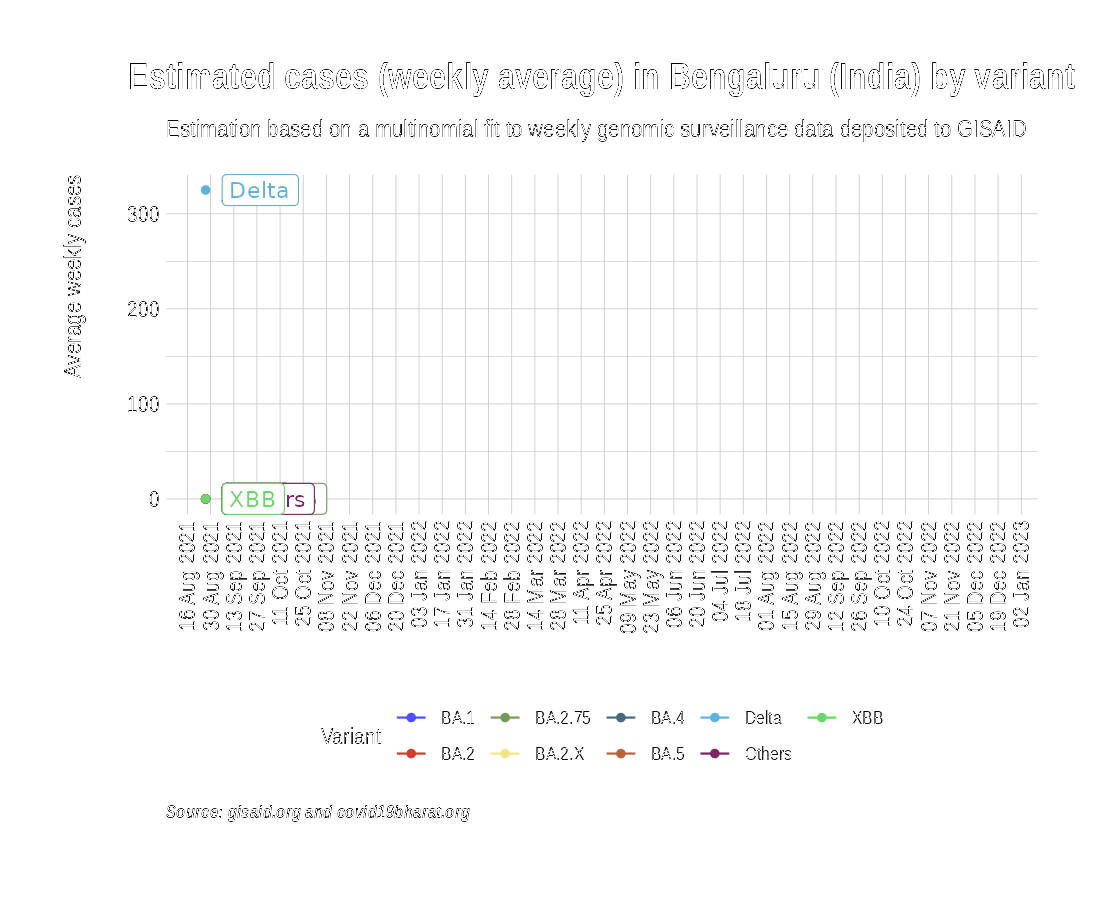 Estimated cases (weekly average) in Bengaluru (India) by variant
Estimation based on a multinomial fit to weekly genomic surveillance data deposited to GISAID
Average weekly cases
300
200
100
0
Delta
XBB
rs
16 Aug 2021
30 Aug 2021
13 Sep 2021
27 Sep 2021
11 Oct 2021
25 Oct 2021
08 Nov 2021
22 Nov 2021
06 Dec 2021
20 Dec 2021
03 Jan 2022
17 Jan 2022
31 Jan 2022
14 Feb 2022
28 Feb 2022
14 Mar 2022
28 Mar 2022
11 Apr 2022
25 Apr 2022
09 May 2022
23 May 2022
06 Jun 2022
20 Jun 2022
04 Jul 2022
18 Jul 2022
01 Aug 2022
15 Aug 2022
29 Aug 2022
12 Sep 2022
26 Sep 2022
10 Oct 2022
24 Oct 2022
07 Nov 2022
21 Nov 2022
05 Dec 2022
19 Dec 2022
02 Jan 2023
Variant
BA.1
BA.2.75
BA.4
Delta
XBB
BA.2
BA.2.X
BA.5
Others
Source: gisaid.org and covid19bharat.org